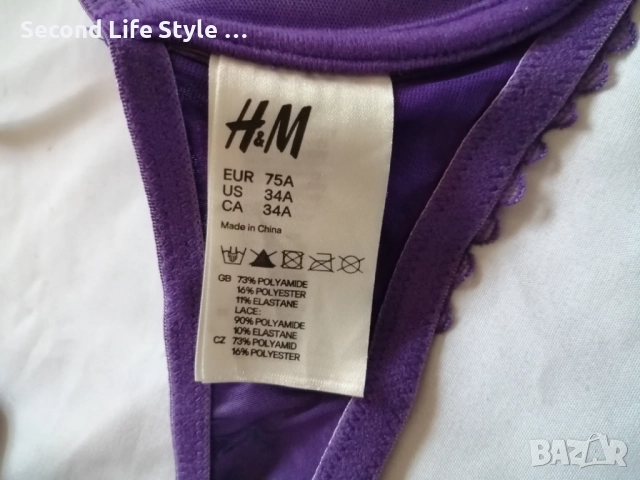 Second Life Style ...
H&M
EUR 75A
US 34A
CA 34A
Made in China
GB 73% POLYAMIDE
16% POLYESTER
11% ELASTANE
LACE:
90% POLYAMIDE
10% ELASTANE
CZ 73% POLYAMID
16% POLYESTER
BAZAR